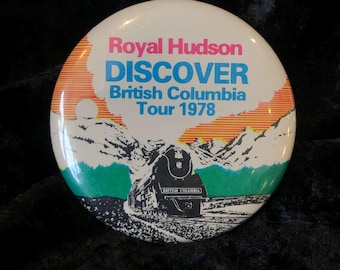 Royal Hudson
DISCOVER
British Columbia
Tour 1978
BRITISH COLUMBIA